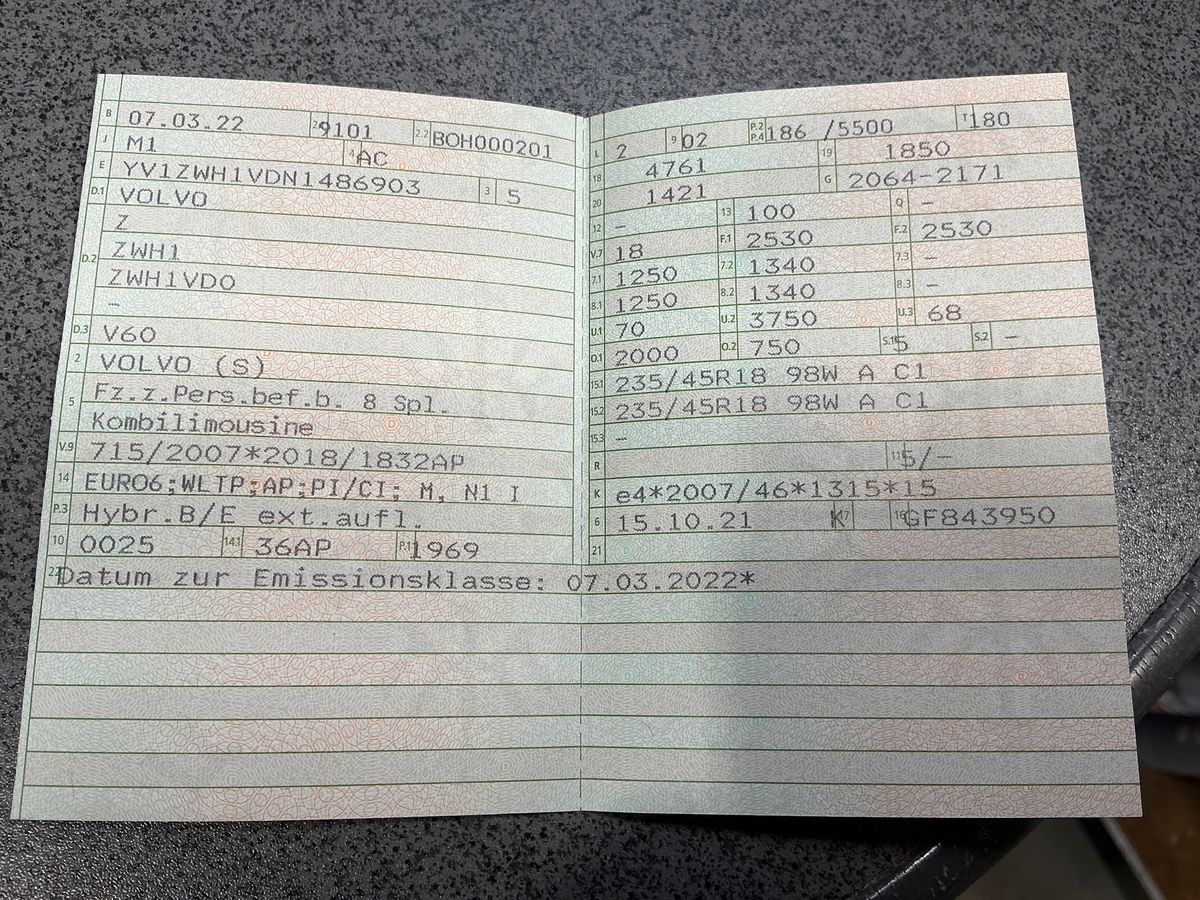 B 07.03.22 2.1 9101 2.2 BOH000201
J M1 4 AC
E YV1ZWH1VDN1486903 3 5
D.1 VOLVO
Z
D.2 ZWH1
ZWH1VD0
–
D.3 V60
2 VOLVO (S)
5 Fz.z.Pers.bef.b. 8 Spl.
Kombilimousine
V.9 715/2007*2018/1832AP
14 EURO6;WLTP;AP;PI/CI; M, N1 I
P.3 Hybr.B/E ext.aufl.
10 0025 14.1 36AP P.1 1969
L 2 9 02 P.2 P.4 186 /5500 T 180
18 4761 19 1850
20 1421 G 2064-2171
12 – 13 100 Q –
V.7 18 F.1 2530 F.2 2530
7.1 1250 7.2 1340 7.3 –
8.1 1250 8.2 1340 8.3 –
U.1 70 U.2 3750 U.3 68
O.1 2000 O.2 750 S.1 5 S.2 –
15.1 235/45R18 98W A C1
15.2 235/45R18 98W A C1
15.3 –
R 11 5/–
K e4*2007/46*1315*15
6 15.10.21 17 K 16 GF843950
21
22 Datum zur Emissionsklasse: 07.03.2022*